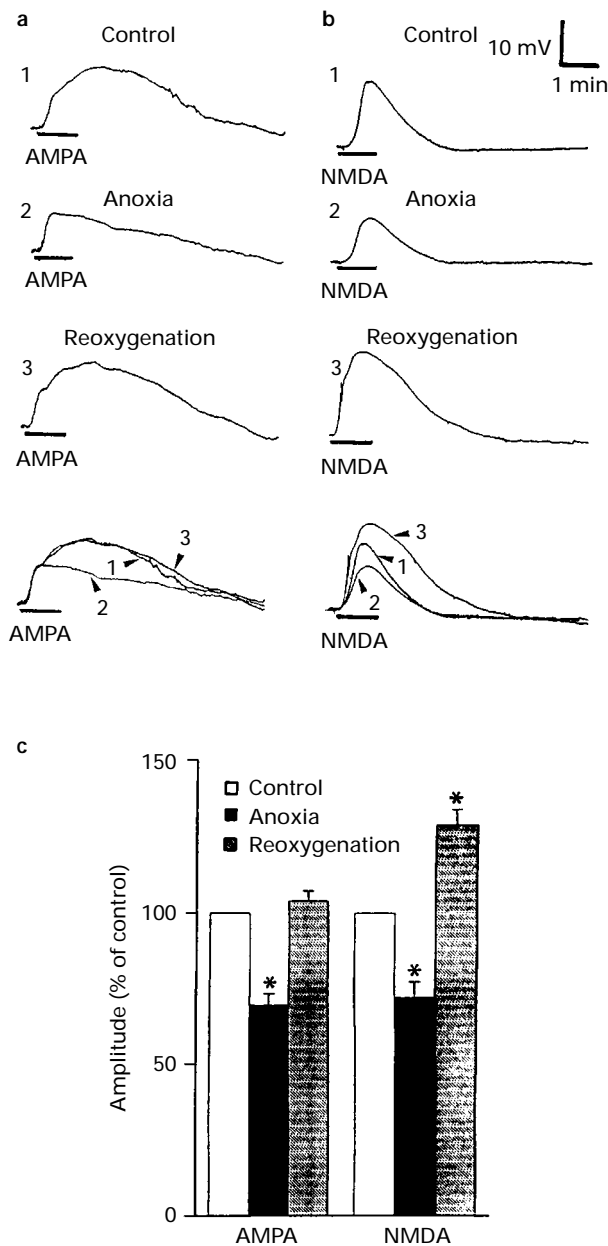 a
Control
1
AMPA
Anoxia
2
AMPA
Reoxygenation
3
AMPA
1
3
2
AMPA
b
Control
10 mV
1 min
1
NMDA
Anoxia
2
NMDA
Reoxygenation
3
NMDA
3
1
2
NMDA
c
150
100
50
0
Amplitude (% of control)
Control
Anoxia
Reoxygenation
*
*
*
AMPA
NMDA